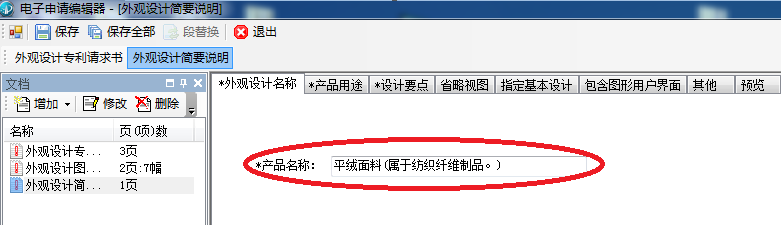 电子申请编辑器 - [外观设计简要说明]
保存 保存全部 段替换 退出
外观设计专利请求书 外观设计简要说明
文档
增加 修改 删除
名称 页(项)数
外观设计专... 3页
外观设计图... 2页:7幅
外观设计简... 1页
*外观设计名称 *产品用途 *设计要点 省略视图 指定基本设计 包含图形用户界面 其他 预览
*产品名称: 平绒面料(属于纺织纤维制品。)